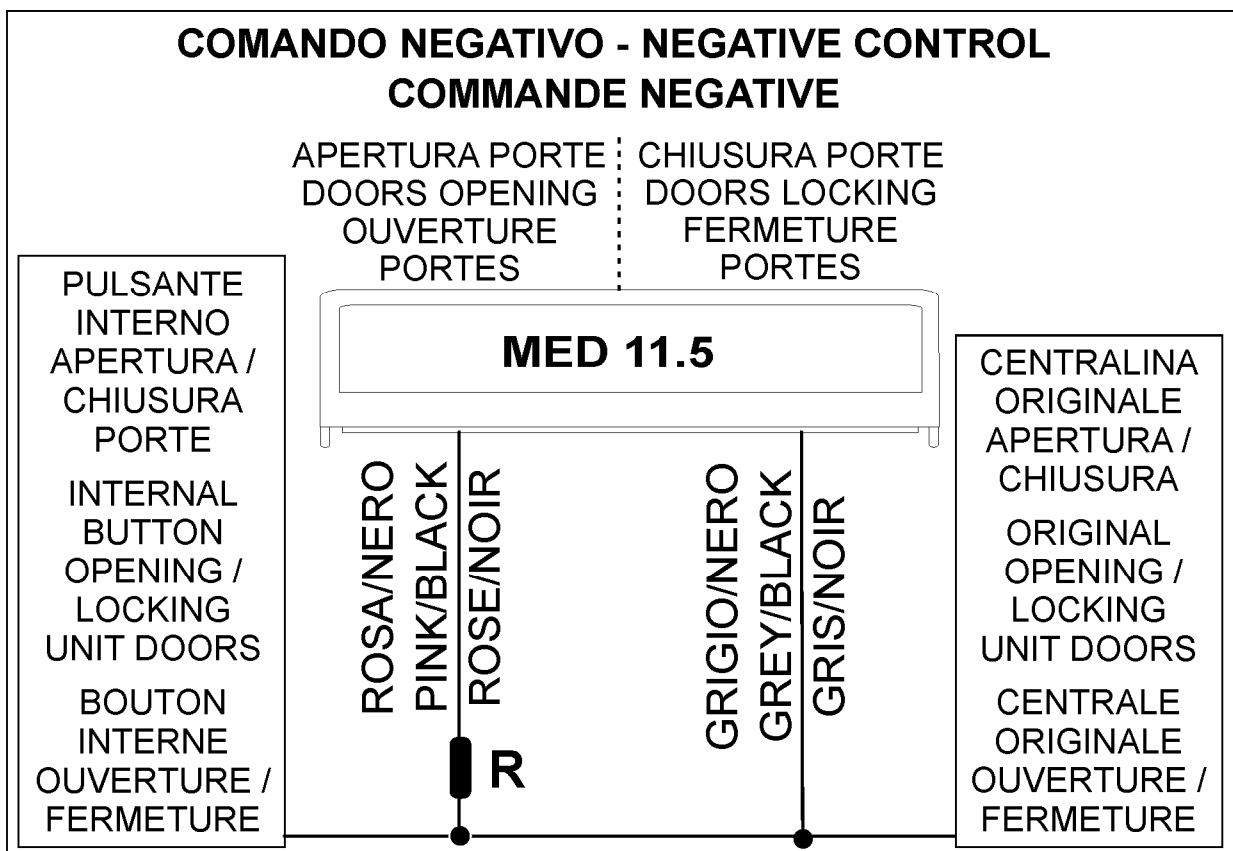 COMANDO NEGATIVO - NEGATIVE CONTROL
COMMANDE NEGATIVE
APERTURA PORTE
DOORS OPENING
OUVERTURE
PORTES
CHIUSURA PORTE
DOORS LOCKING
FERMETURE
PORTES
PULSANTE
INTERNO
APERTURA /
CHIUSURA
PORTE
INTERNAL
BUTTON
OPENING /
LOCKING
UNIT DOORS
BOUTON
INTERNE
OUVERTURE /
FERMETURE
MED 11.5
ROSA/NERO
PINK/BLACK
ROSE/NOIR
R
GRIGIO/NERO
GREY/BLACK
GRIS/NOIR
CENTRALINA
ORIGINALE
APERTURA /
CHIUSURA
ORIGINAL
OPENING /
LOCKING
UNIT DOORS
CENTRALE
ORIGINALE
OUVERTURE /
FERMETURE